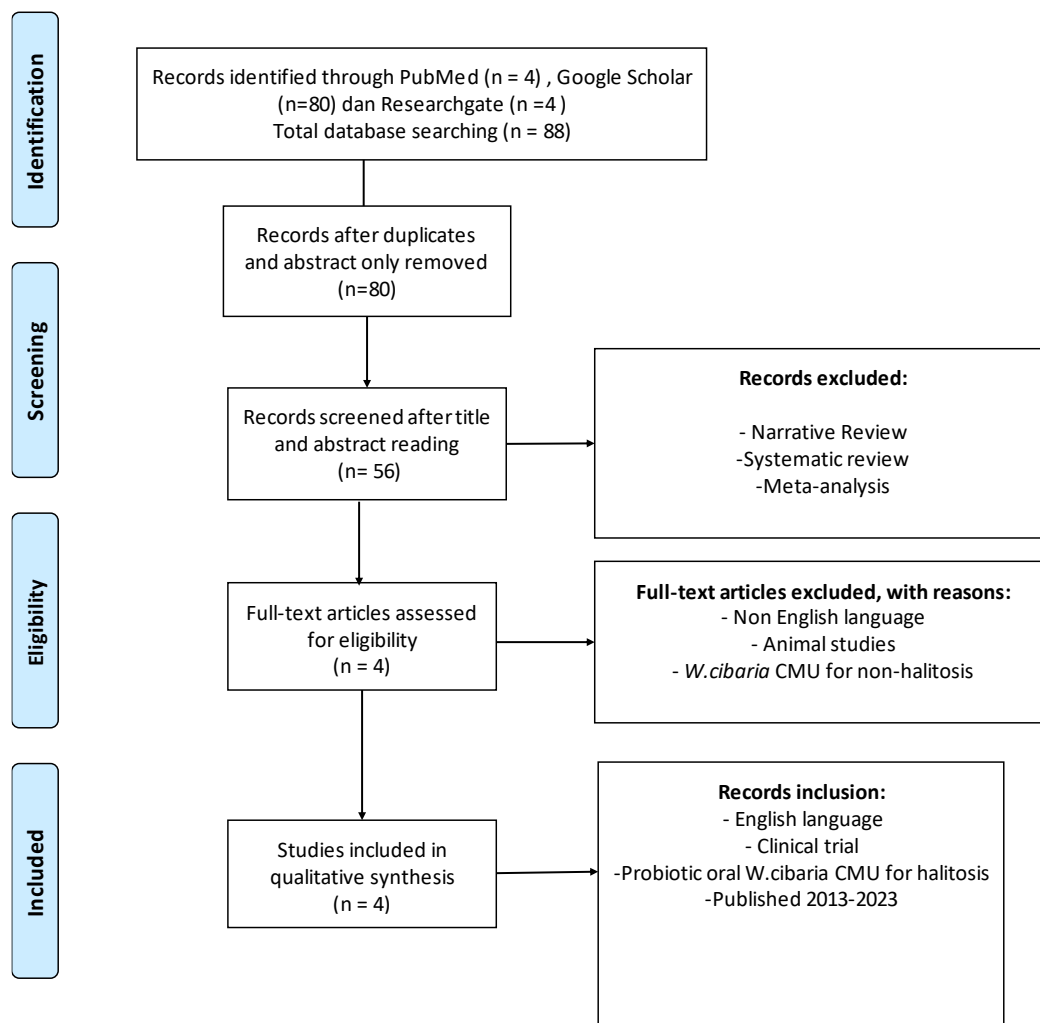 Identification
Records identified through PubMed (n = 4) , Google Scholar
(n=80) dan Researchgate (n =4 )
Total database searching (n = 88)
Records after duplicates
and abstract only removed
(n=80)
Screening
Records screened after title
and abstract reading
(n= 56)
Records excluded:
- Narrative Review
-Systematic review
-Meta-analysis
Eligibility
Full-text articles assessed
for eligibility
(n = 4)
Full-text articles excluded, with reasons:
- Non English language
- Animal studies
- W.cibaria CMU for non-halitosis
Included
Studies included in
qualitative synthesis
(n = 4)
Records inclusion:
- English language
- Clinical trial
-Probiotic oral W.cibaria CMU for halitosis
-Published 2013-2023